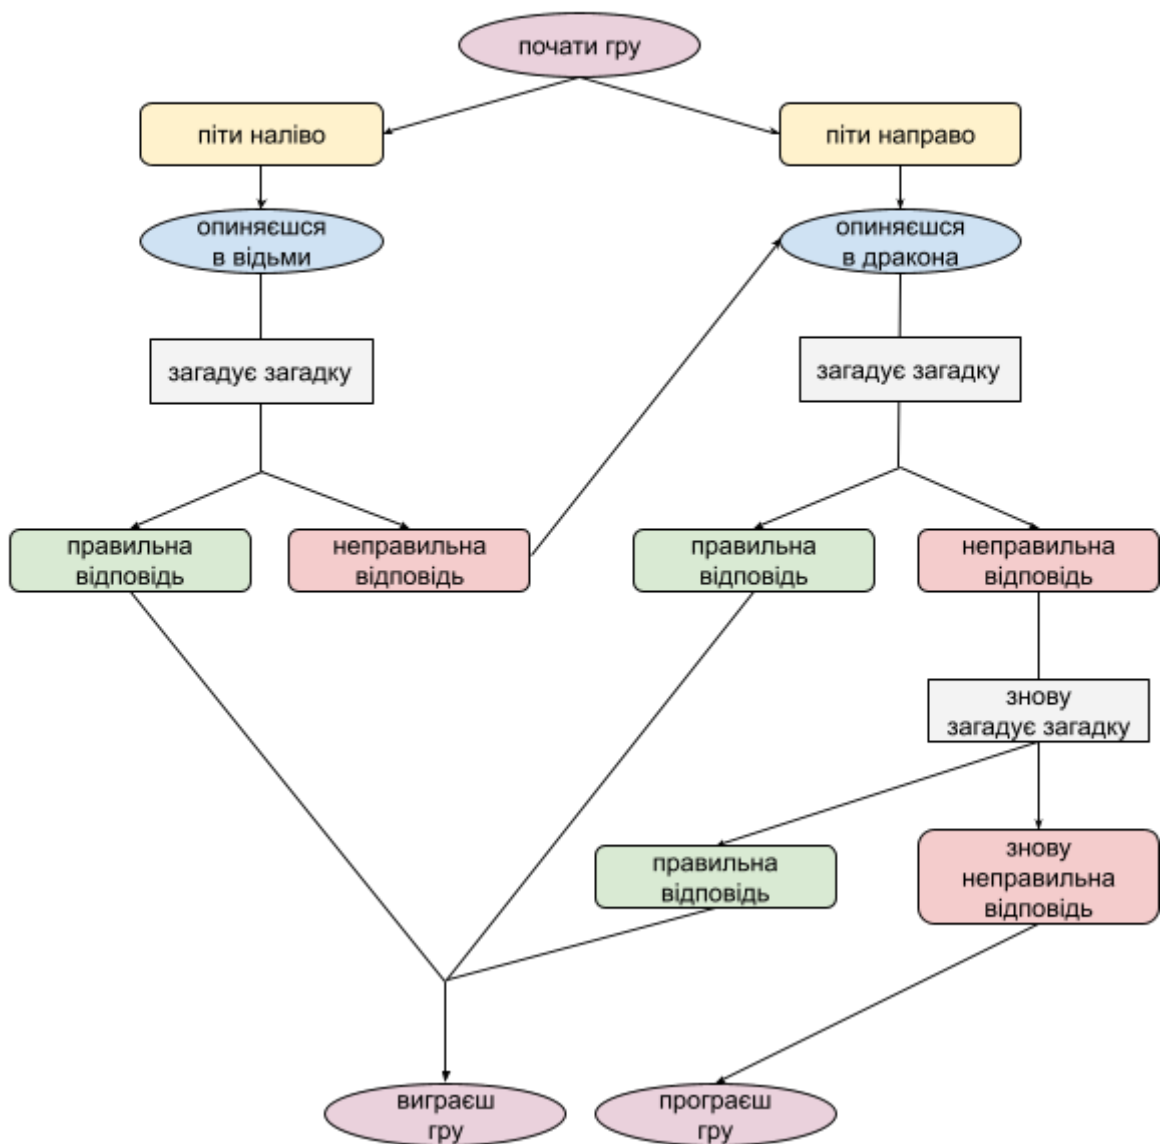 почати гру
піти наліво
піти направо
опиняєшся
в відьми
опиняєшся
в дракона
загадує загадку
загадує загадку
правильна
відповідь
неправильна
відповідь
правильна
відповідь
неправильна
відповідь
знову
загадує загадку
правильна
відповідь
знову
неправильна
відповідь
виграєш
гру
програєш
гру